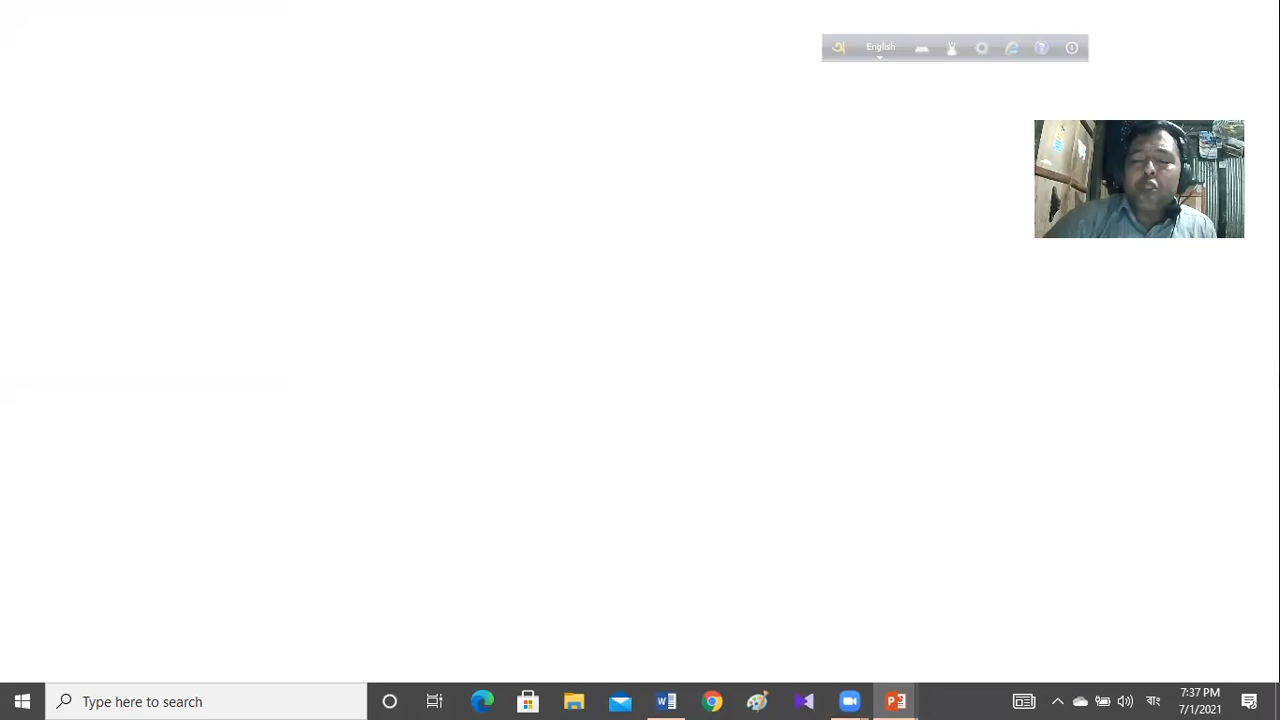 English
Type here to search
বাং
7:37 PM
7/1/2021